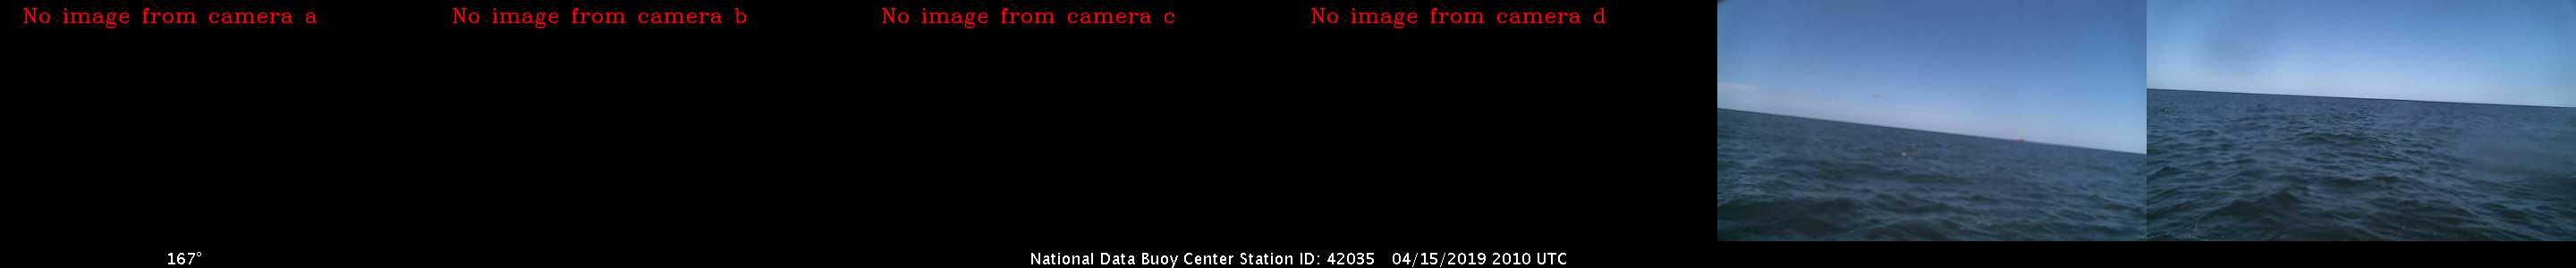 No image from camera a
No image from camera b
No image from camera c
No image from camera d
167°
National Data Buoy Center Station ID: 42035 04/15/2019 2010 UTC